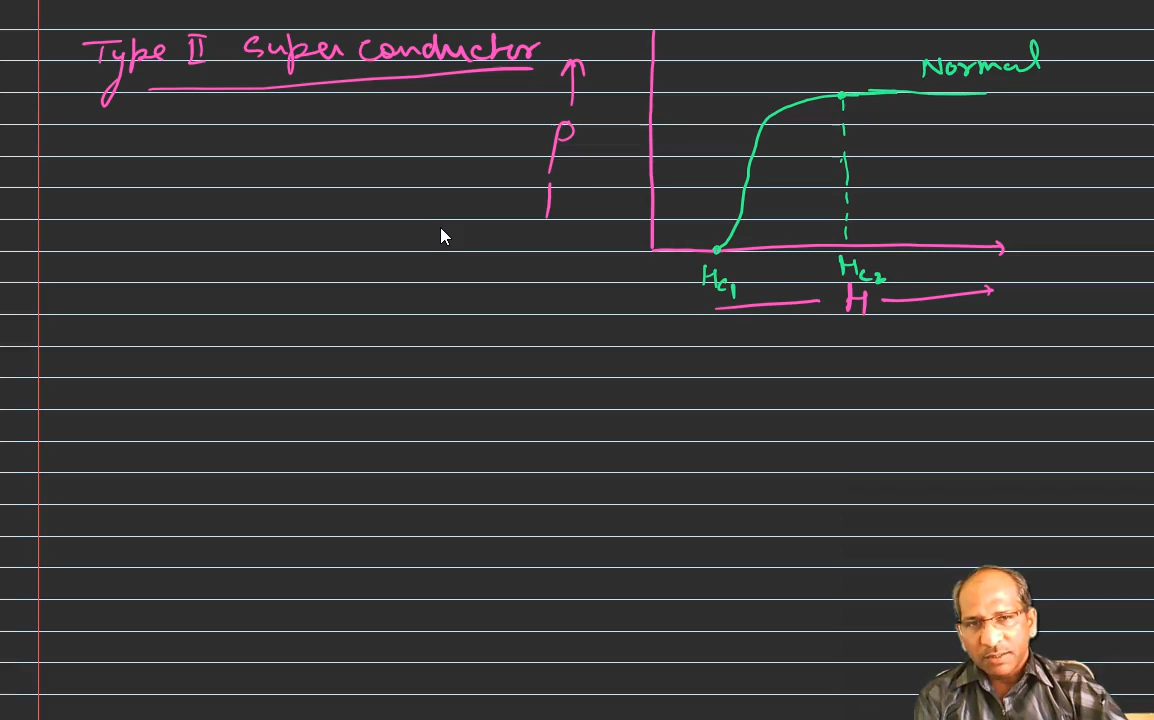 Type II Super conductor
Normal
ρ
Hc1
Hc2
H